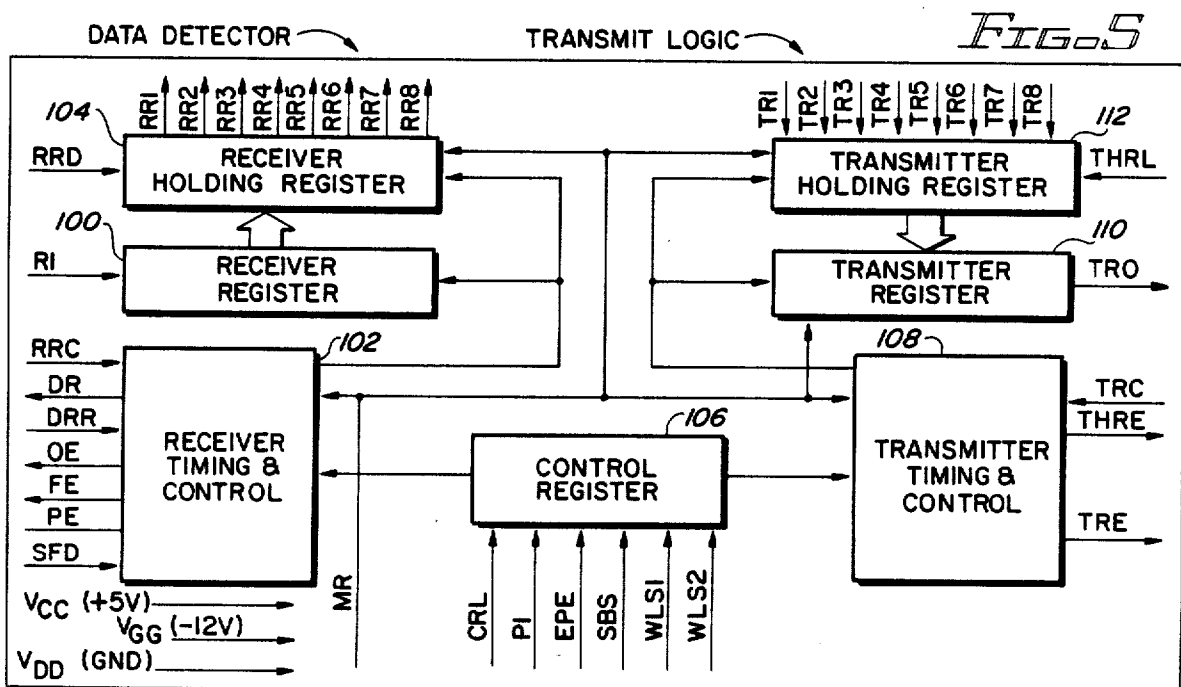 DATA DETECTOR
TRANSMIT LOGIC
FIG. 5
RR1
RR2
RR3
RR4
RR5
RR6
RR7
RR8
TR1
TR2
TR3
TR4
TR5
TR6
TR7
TR8
104
112
RRD
RECEIVER
HOLDING REGISTER
TRANSMITTER
HOLDING REGISTER
THRL
100
110
RI
RECEIVER
REGISTER
TRANSMITTER
REGISTER
TRO
102
108
RRC
DR
DRR
OE
FE
PE
SFD
RECEIVER
TIMING &
CONTROL
106
CONTROL
REGISTER
TRANSMITTER
TIMING &
CONTROL
TRC
THRE
TRE
VCC (+5V)
VGG (-12V)
VDD (GND)
MR
CRL
PI
EPE
SBS
WLS1
WLS2